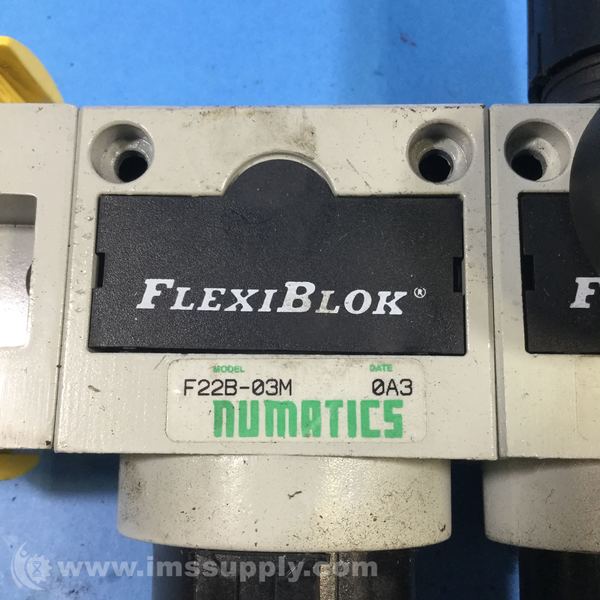 FLEXIBLOK®
F
MODEL DATE
F22B-03M 0A3
numatics
www.imssupply.com